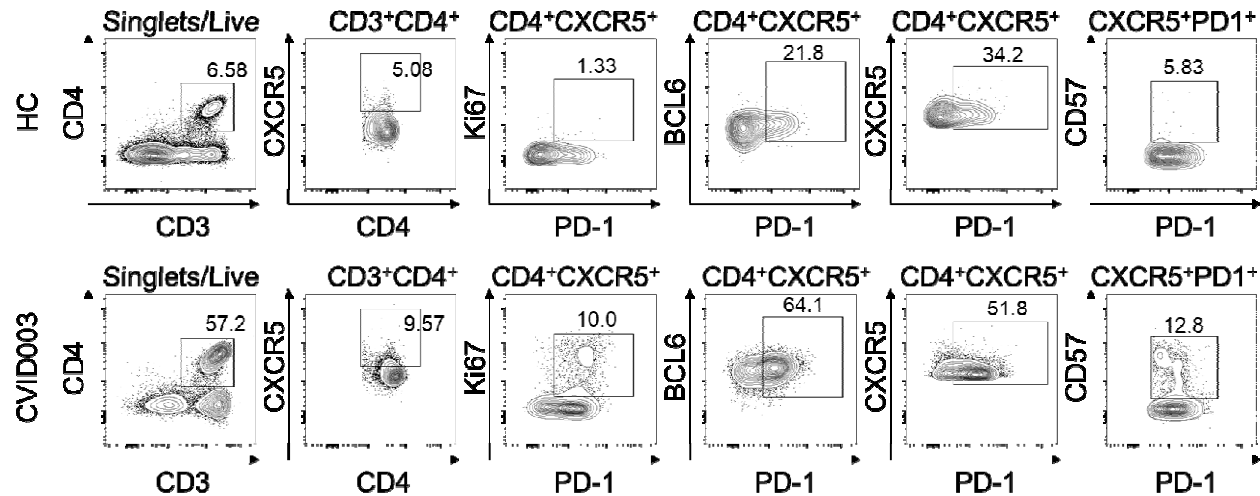 Singlets/Live CD3⁺CD4⁺ CD4⁺CXCR5⁺ CD4⁺CXCR5⁺ CD4⁺CXCR5⁺ CXCR5⁺PD1⁺
6.58 5.08 1.33 21.8 34.2 5.83
HC CD4 CXCR5 Ki67 BCL6 CXCR5 CD57
CD3 CD4 PD-1 PD-1 PD-1 PD-1
Singlets/Live CD3⁺CD4⁺ CD4⁺CXCR5⁺ CD4⁺CXCR5⁺ CD4⁺CXCR5⁺ CXCR5⁺PD1⁺
57.2 9.57 10.0 64.1 51.8 12.8
CVID003 CD4 CXCR5 Ki67 BCL6 CXCR5 CD57
CD3 CD4 PD-1 PD-1 PD-1 PD-1